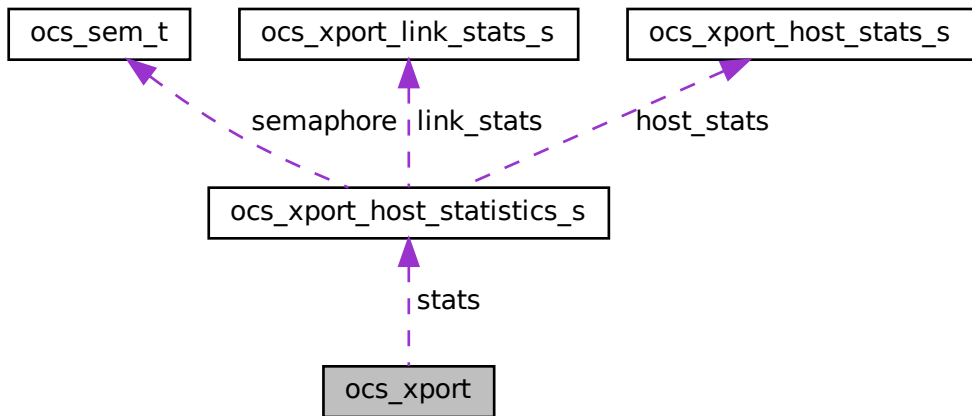 ocs_sem_t
ocs_xport_link_stats_s
ocs_xport_host_stats_s
semaphore
link_stats
host_stats
ocs_xport_host_statistics_s
stats
ocs_xport